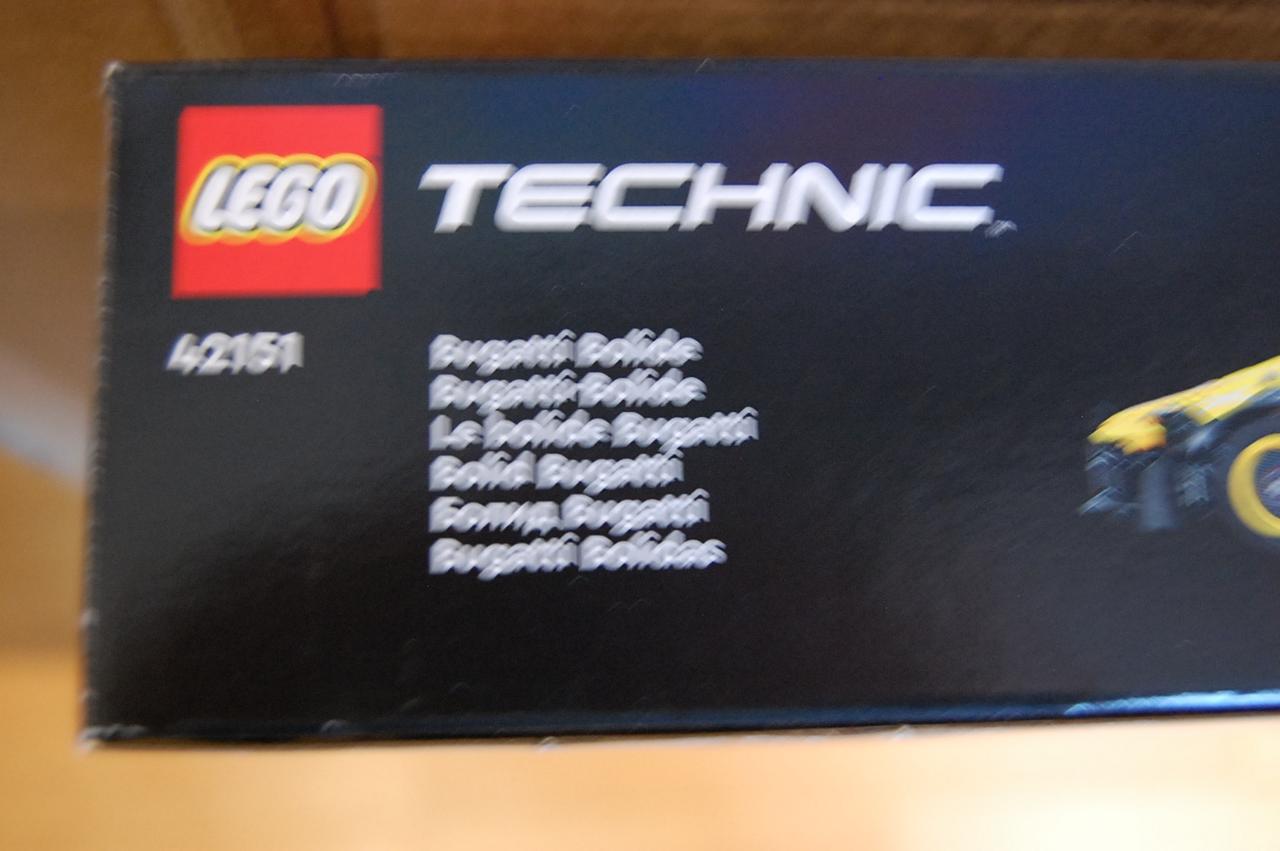 LEGO TECHNIC
42151
Bugatti Bolide
Bugatti-Bolide
Le bolide Bugatti
Bolid Bugatti
Болид Bugatti
Bugatti Bolidas